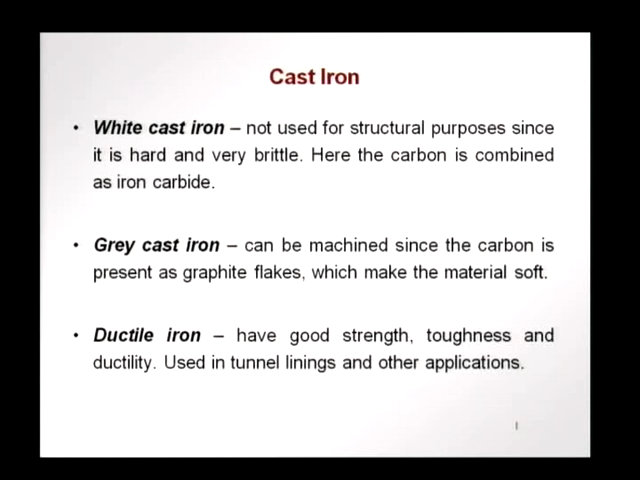 Cast Iron
• White cast iron – not used for structural purposes since
it is hard and very brittle. Here the carbon is combined
as iron carbide.
• Grey cast iron – can be machined since the carbon is
present as graphite flakes, which make the material soft.
• Ductile iron – have good strength, toughness and
ductility. Used in tunnel linings and other applications.